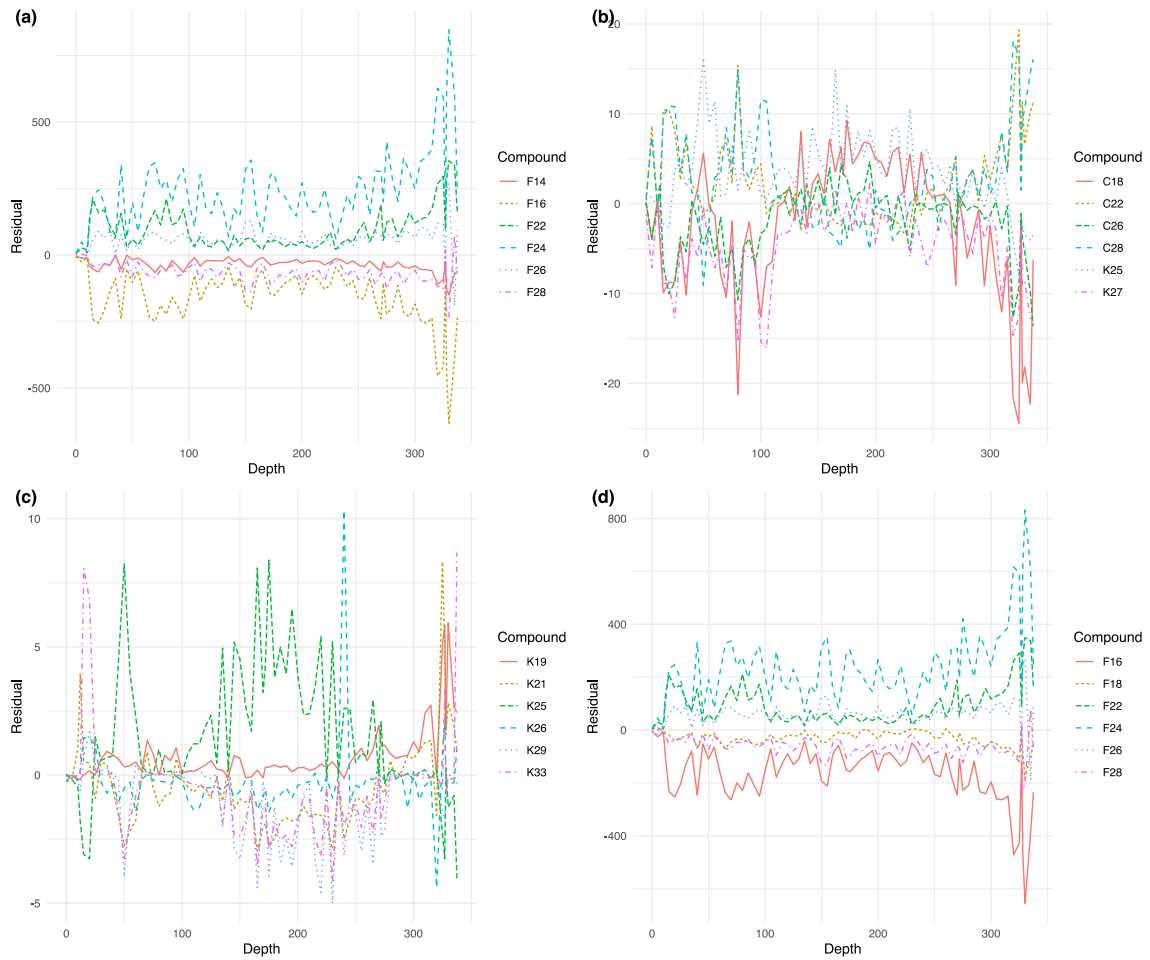 (a)
500
0
-500
Residual
0
100
200
300
Depth
Compound
F14
F16
F22
F24
F26
F28
(b)
20
10
0
-10
-20
Residual
0
100
200
300
Depth
Compound
C18
C22
C26
C28
K25
K27
(c)
10
5
0
-5
Residual
0
100
200
300
Depth
Compound
K19
K21
K25
K26
K29
K33
(d)
800
400
0
-400
Residual
0
100
200
300
Depth
Compound
F16
F18
F22
F24
F26
F28